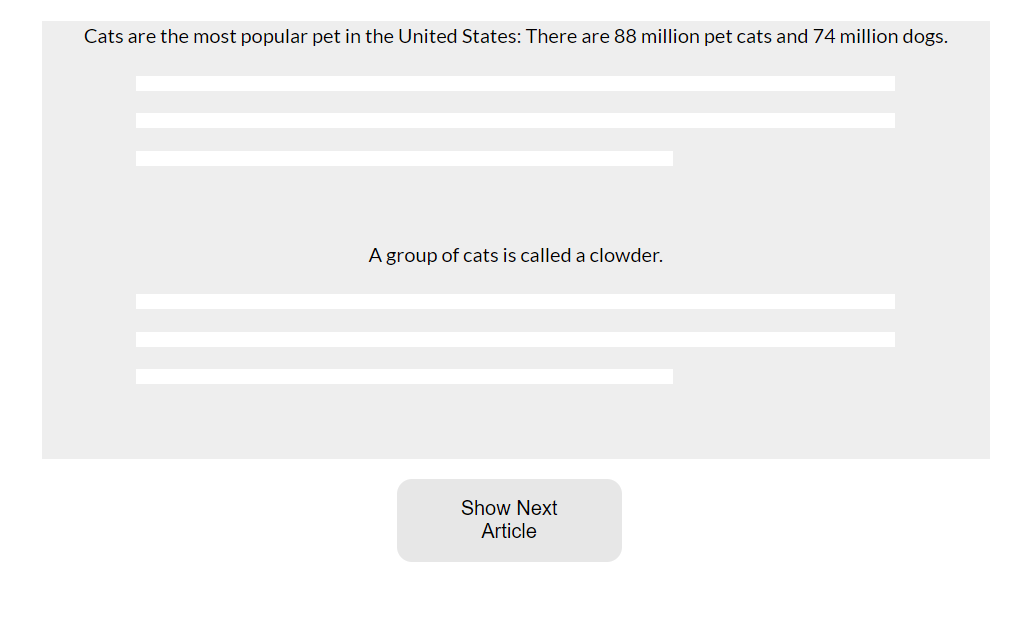 Cats are the most popular pet in the United States: There are 88 million pet cats and 74 million dogs.
A group of cats is called a clowder.
Show Next
Article